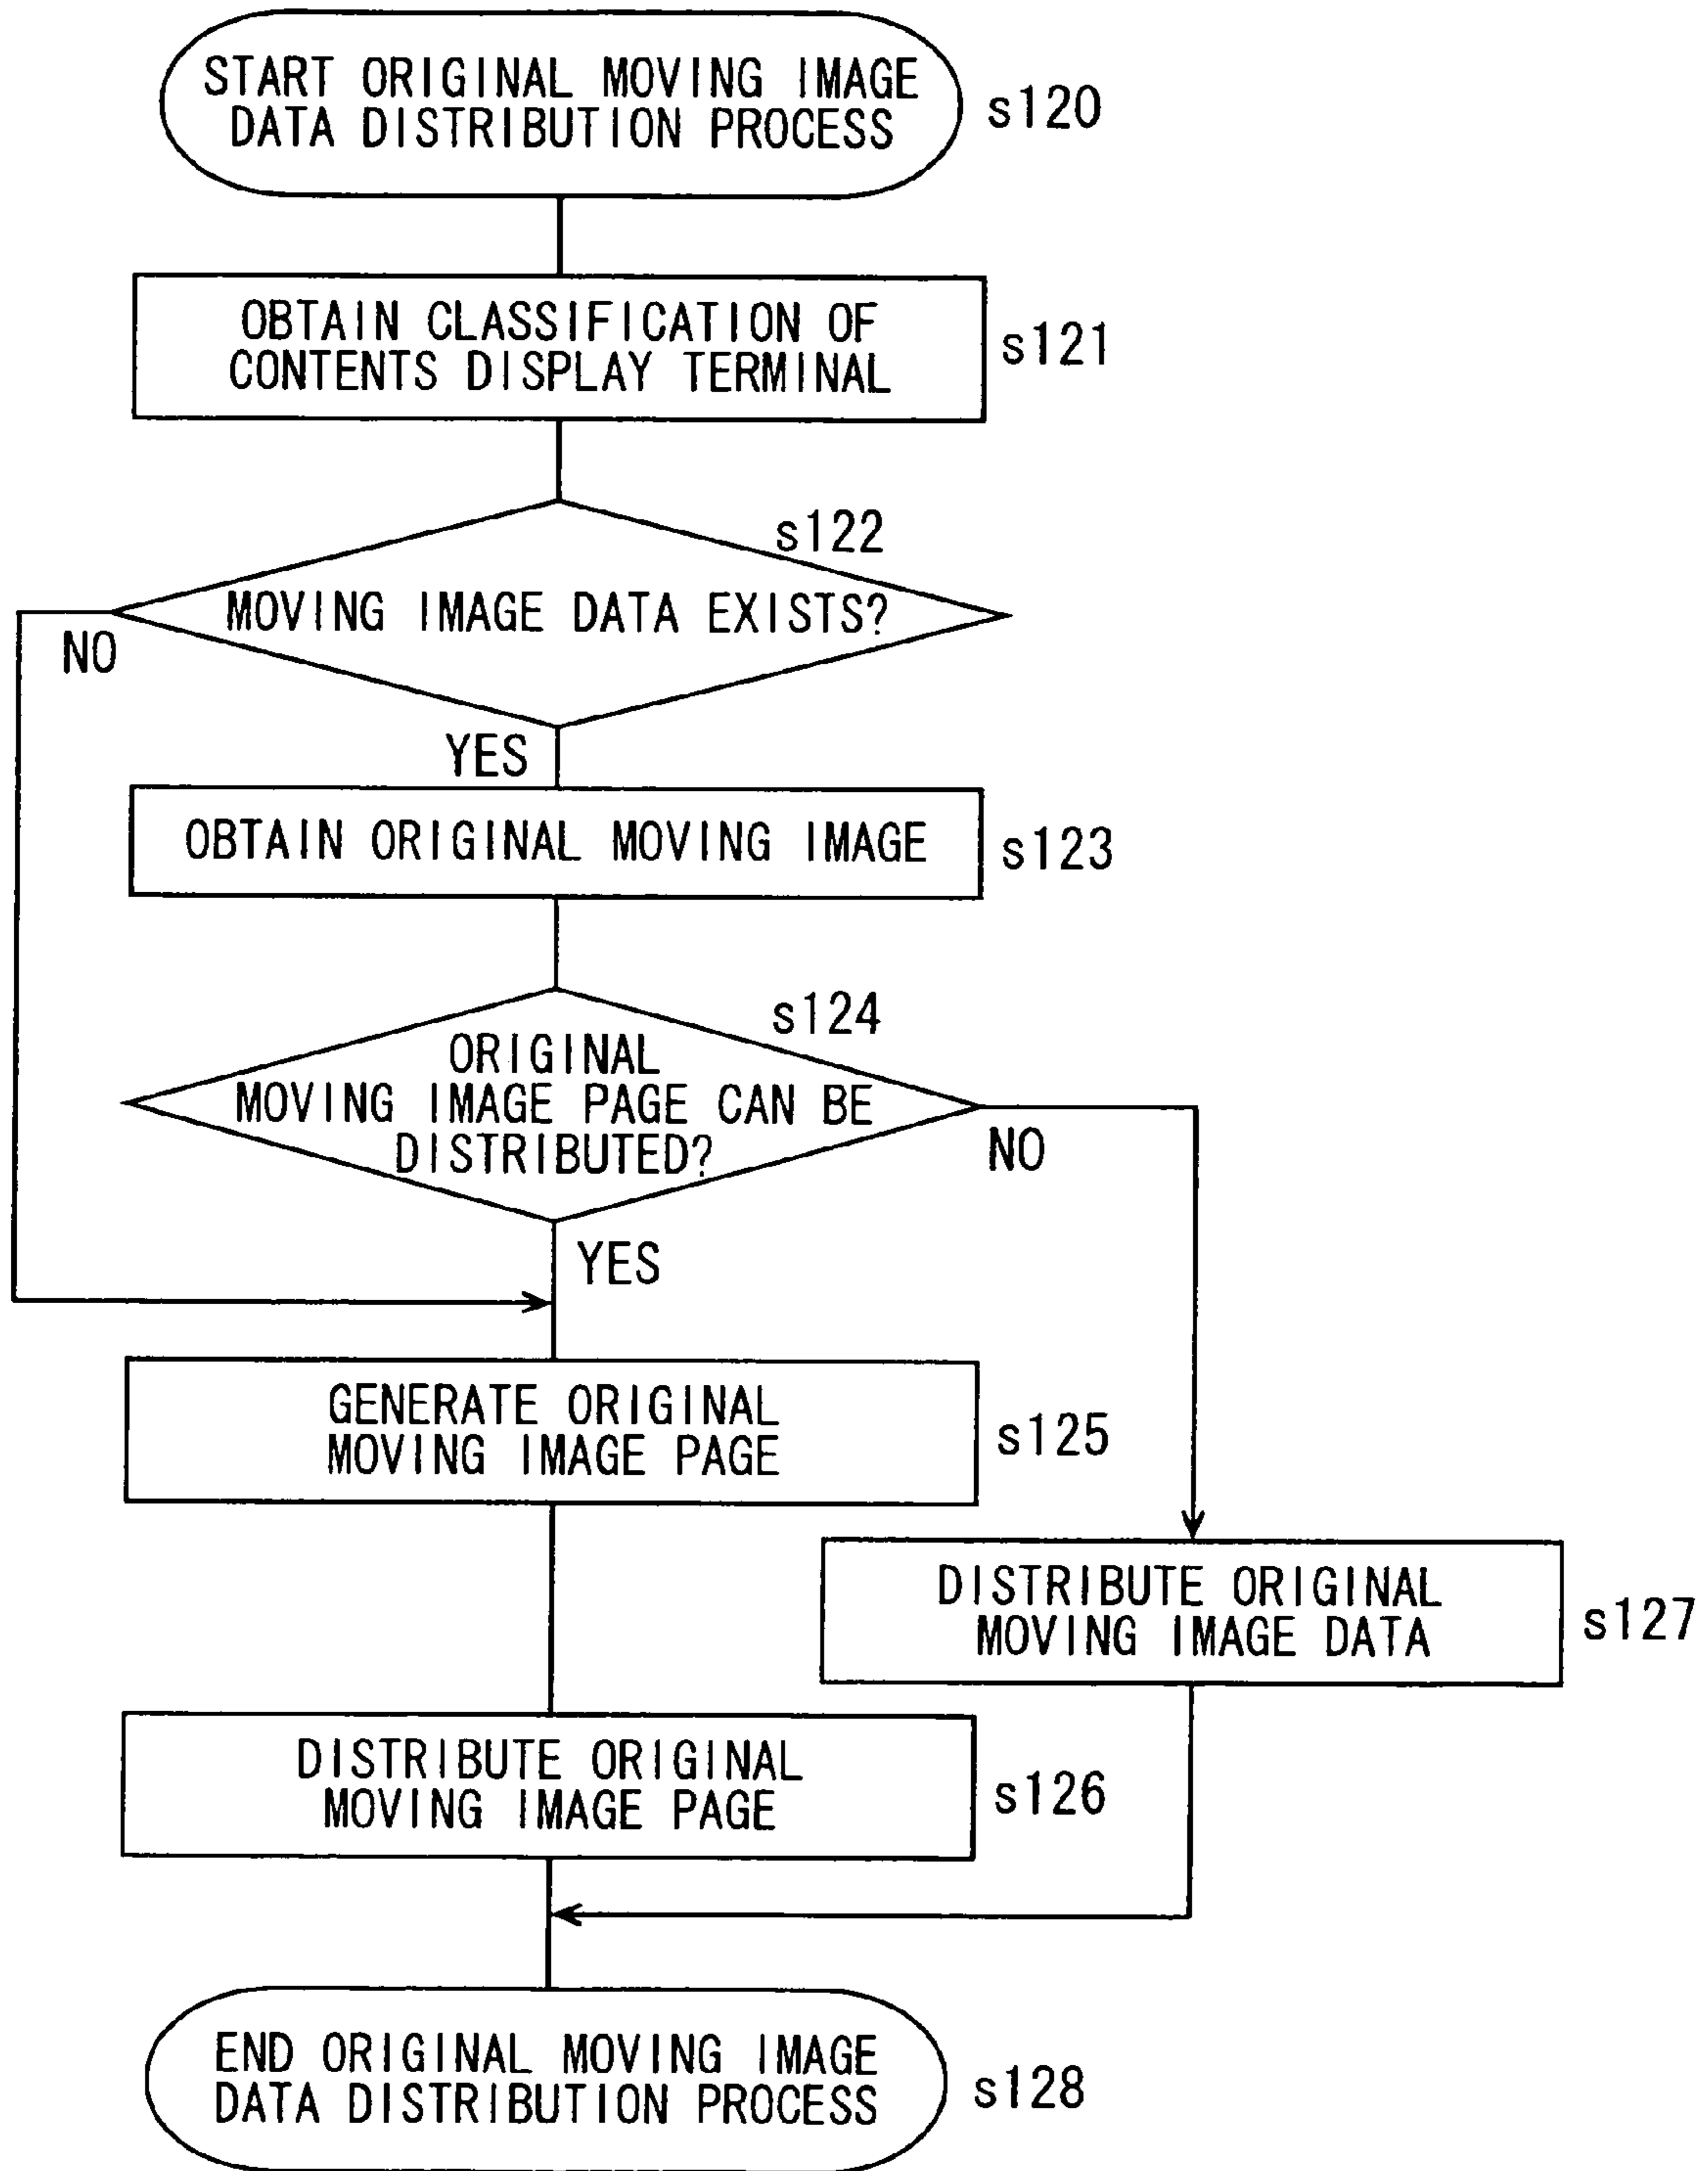 START ORIGINAL MOVING IMAGE
DATA DISTRIBUTION PROCESS
s120
OBTAIN CLASSIFICATION OF
CONTENTS DISPLAY TERMINAL
s121
s122
MOVING IMAGE DATA EXISTS?
NO
YES
OBTAIN ORIGINAL MOVING IMAGE
s123
s124
ORIGINAL
MOVING IMAGE PAGE CAN BE
DISTRIBUTED?
NO
YES
GENERATE ORIGINAL
MOVING IMAGE PAGE
s125
DISTRIBUTE ORIGINAL
MOVING IMAGE DATA
s127
DISTRIBUTE ORIGINAL
MOVING IMAGE PAGE
s126
END ORIGINAL MOVING IMAGE
DATA DISTRIBUTION PROCESS
s128